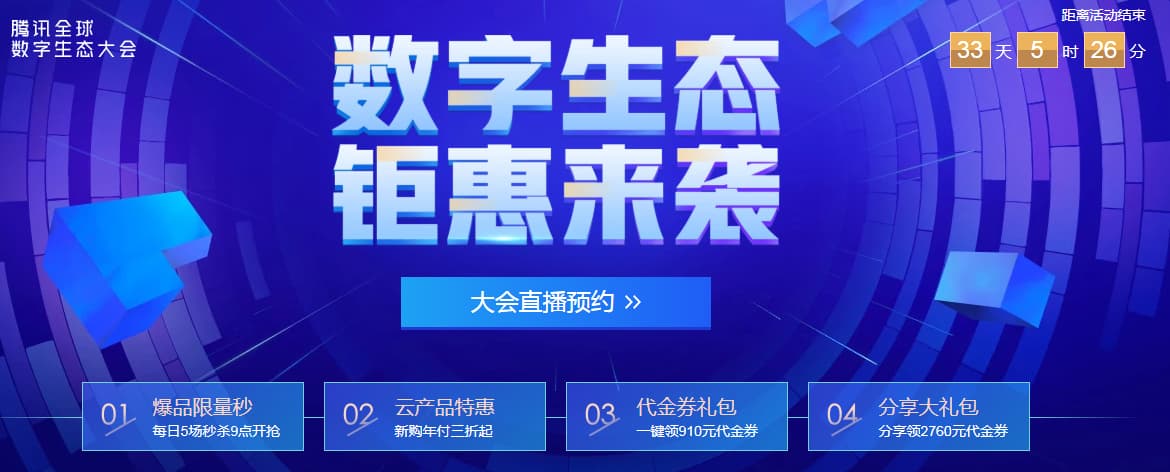 腾讯全球
数字生态大会
距离活动结束
33 天 5 时 26 分
数字生态
钜惠来袭
大会直播预约 >>
01 爆品限量秒
每日5场秒杀9点开抢
02 云产品特惠
新购年付三折起
03 代金券礼包
一键领910元代金券
04 分享大礼包
分享领2760元代金券